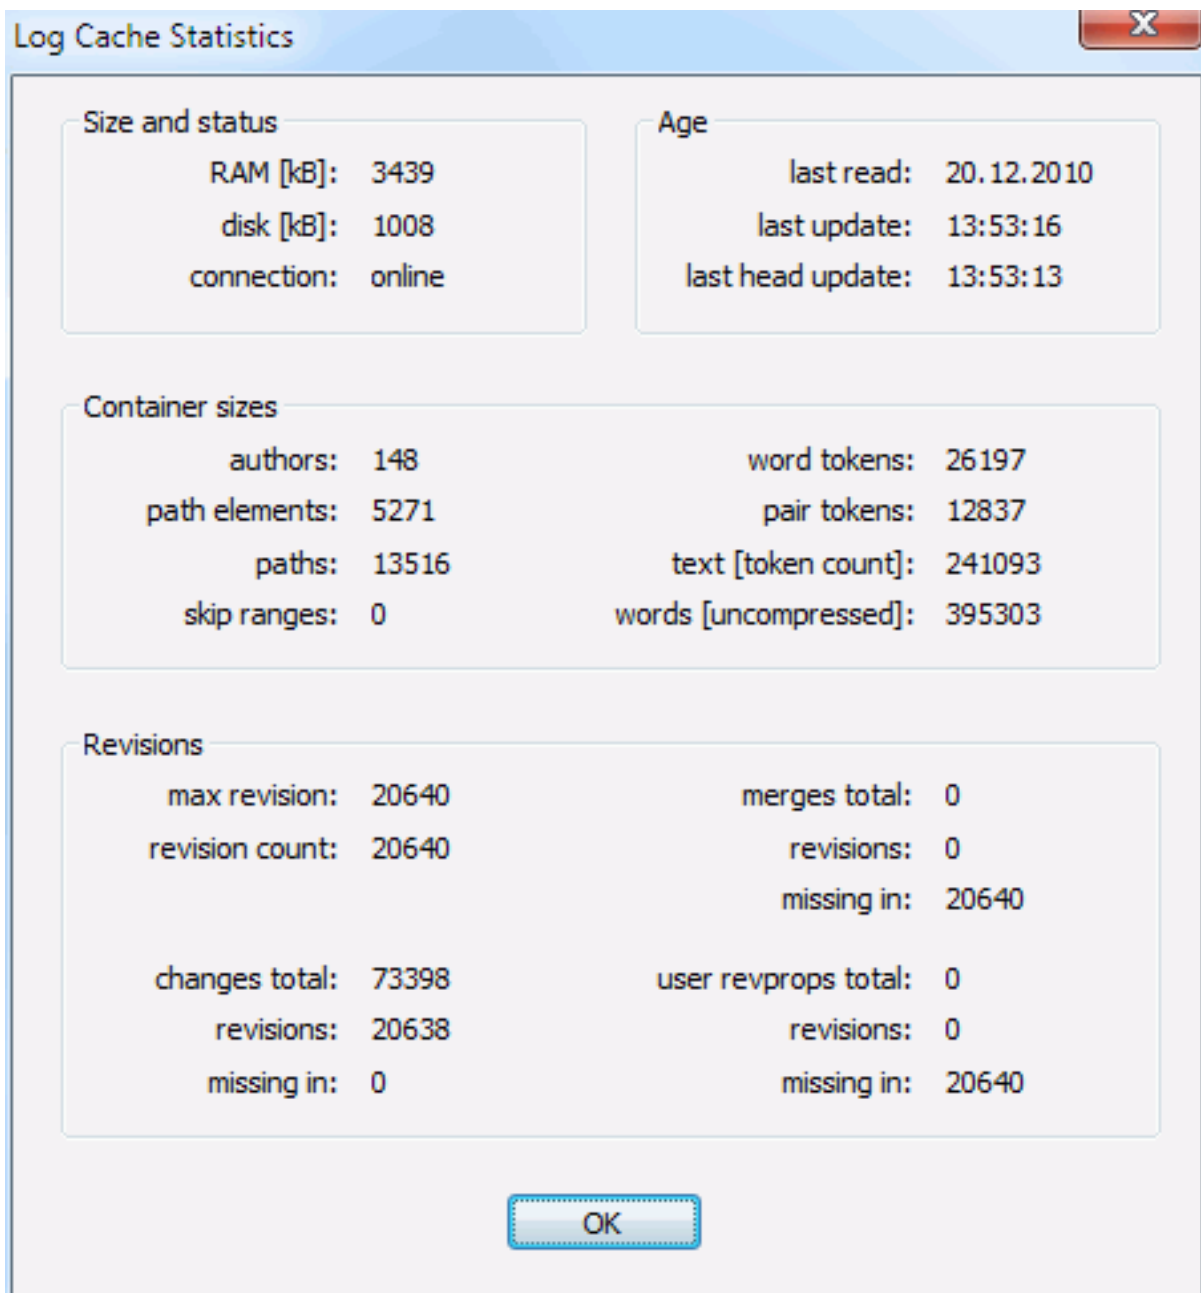 Log Cache Statistics
X
Size and status
RAM [kB]: 3439
disk [kB]: 1008
connection: online
Age
last read: 20.12.2010
last update: 13:53:16
last head update: 13:53:13
Container sizes
authors: 148
path elements: 5271
paths: 13516
skip ranges: 0
word tokens: 26197
pair tokens: 12837
text [token count]: 241093
words [uncompressed]: 395303
Revisions
max revision: 20640
revision count: 20640
changes total: 73398
revisions: 20638
missing in: 0
merges total: 0
revisions: 0
missing in: 20640
user revprops total: 0
revisions: 0
missing in: 20640
OK